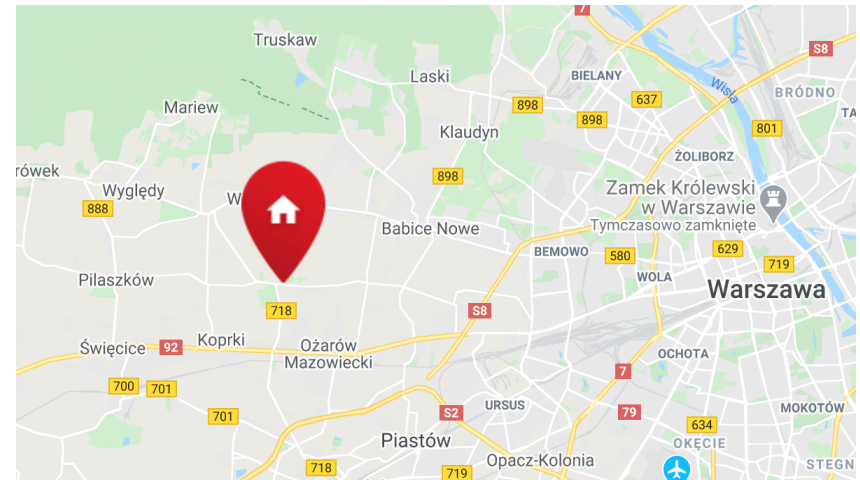 7
Truskaw
S8
Laski
BIELANY
Wisła
BRÓDNO
Mariew
898
637
TA
898
801
Klaudyn
ŻOLIBORZ
rówek
898
Wyględy
Zamek Królewski
w Warszawie
Tymczasowo zamknięte
W
888
Babice Nowe
BEMOWO
580
629
719
WOLA
Pilaszków
Warszawa
718
S8
Święcice
92
Koprki
Ożarów
Mazowiecki
OCHOTA
7
700
701
701
S2
URSUS
79
MOKOTÓW
634
Piastów
OKĘCIE
718
719
Opacz-Kolonia
STEGN